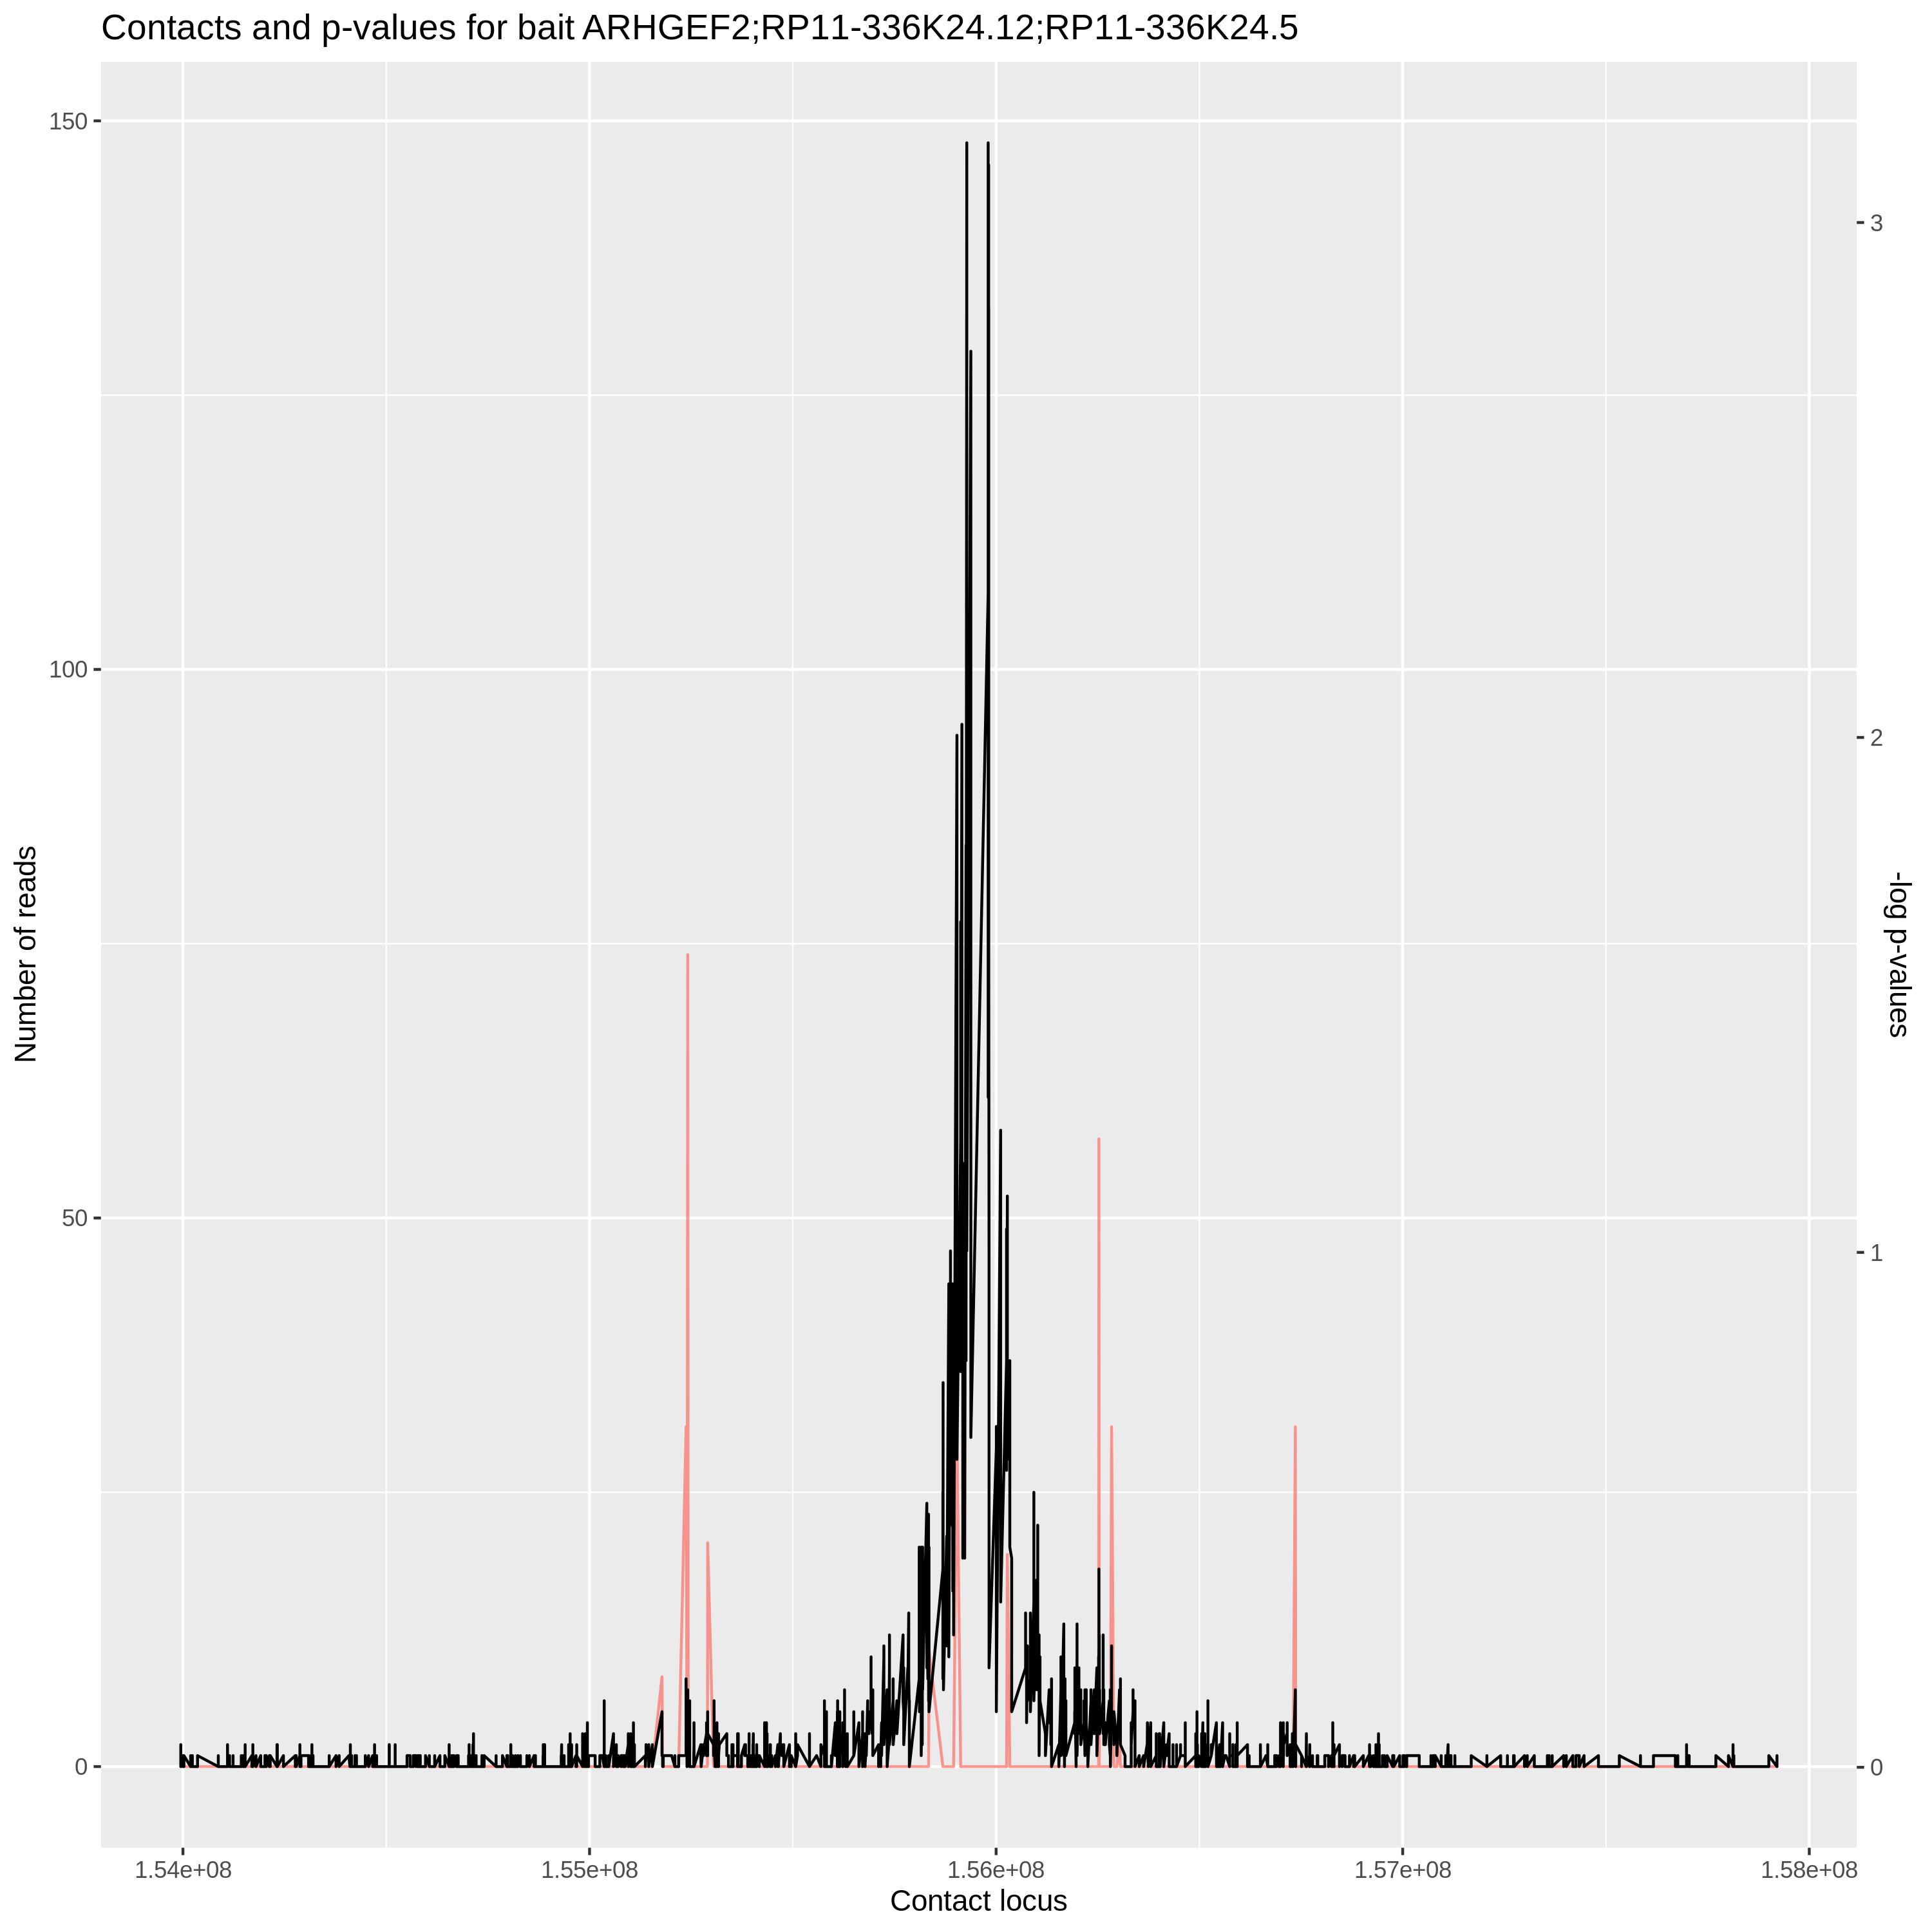 Contacts and p-values for bait ARHGEF2;RP11-336K24.12;RP11-336K24.5
150
100
50
0
Number of reads
3
2
1
0
-log p-values
1.54e+08 1.55e+08 1.56e+08 1.57e+08 1.58e+08
Contact locus